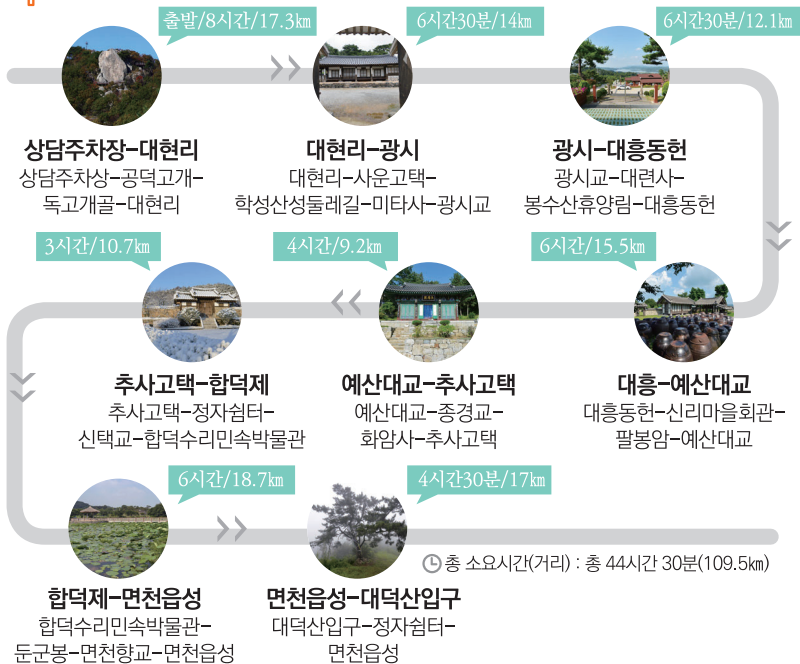 출발/8시간/17.3㎞
상담주차장-대현리
상담주차상-공덕고개-
독고개골-대현리
6시간30분/14㎞
대현리-광시
대현리-사운고택-
학성산성둘레길-미타사-광시교
6시간30분/12.1㎞
광시-대흥동헌
광시교-대련사-
봉수산휴양림-대흥동헌
6시간/15.5㎞
대흥-예산대교
대흥동헌-신리마을회관-
팔봉암-예산대교
4시간/9.2㎞
예산대교-추사고택
예산대교-종경교-
화암사-추사고택
3시간/10.7㎞
추사고택-합덕제
추사고택-정자쉼터-
신택교-합덕수리민속박물관
6시간/18.7㎞
합덕제-면천읍성
합덕수리민속박물관-
둔군봉-면천향교-면천읍성
4시간30분/17㎞
면천읍성-대덕산입구
대덕산입구-정자쉼터-
면천읍성
총 소요시간(거리) : 총 44시간 30분(109.5㎞)